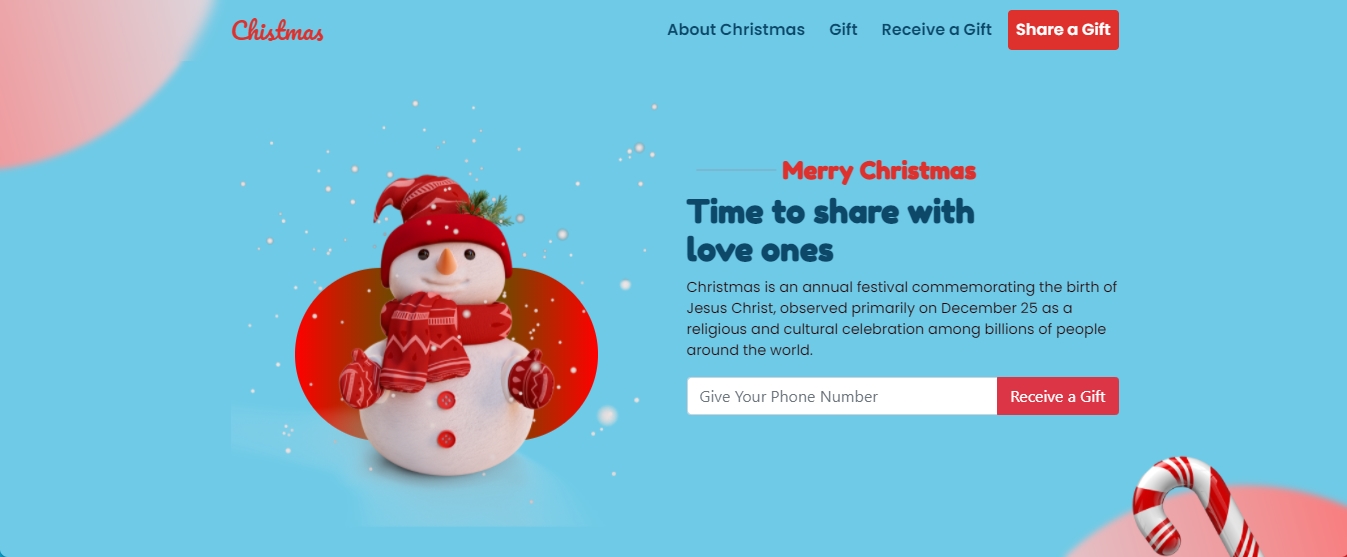 Chistmas
About Christmas
Gift
Receive a Gift
Share a Gift
Merry Christmas
Time to share with
love ones
Christmas is an annual festival commemorating the birth of
Jesus Christ, observed primarily on December 25 as a
religious and cultural celebration among billions of people
around the world.
Give Your Phone Number
Receive a Gift